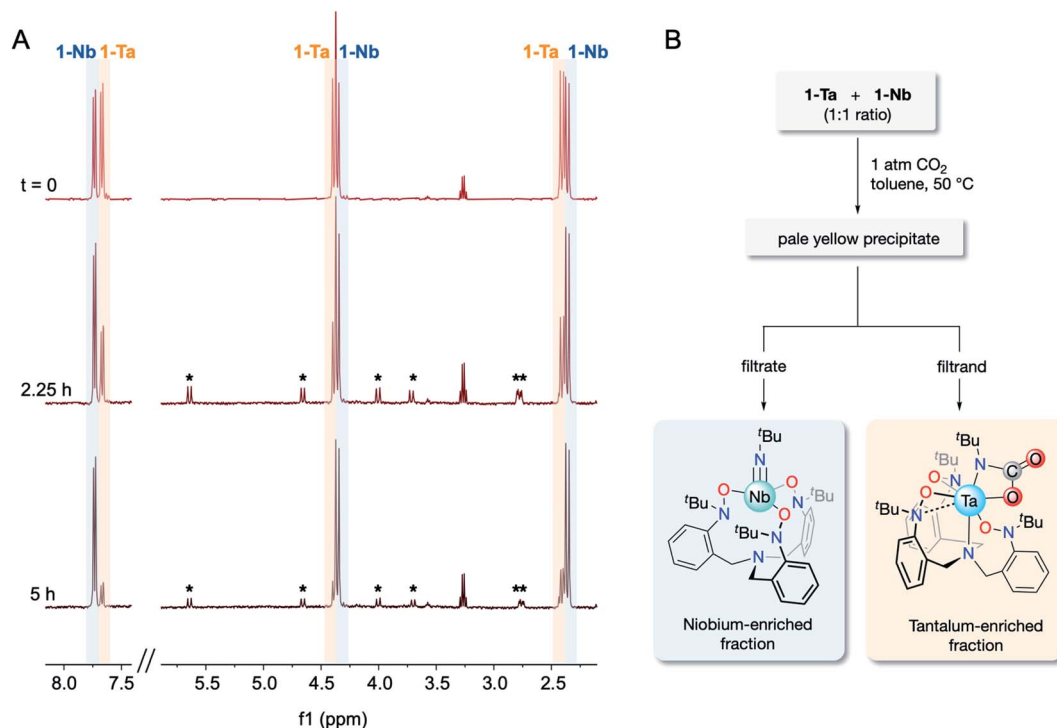 A
1-Nb 1-Ta 1-Ta 1-Nb 1-Ta 1-Nb
t = 0
2.25 h
* * * * **
5 h
* * * * **
8.0 7.5 // 5.5 5.0 4.5 4.0 3.5 3.0 2.5
f1 (ppm)
B
1-Ta + 1-Nb
(1:1 ratio)
1 atm CO₂
toluene, 50 °C
pale yellow precipitate
filtrate
filtrand
ᵗBu
N
O Nb O
ᵗBu N O N ᵗBu
ᵗBu N
N
Niobium-enriched
fraction
ᵗBu
ᵗBu N N C O
O Ta O
ᵗBu N O N ᵗBu
N
Tantalum-enriched
fraction